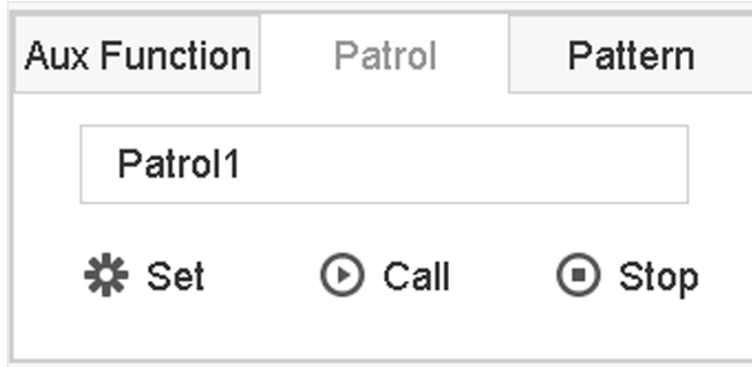 Aux Function Patrol Pattern
Patrol1
Set Call Stop